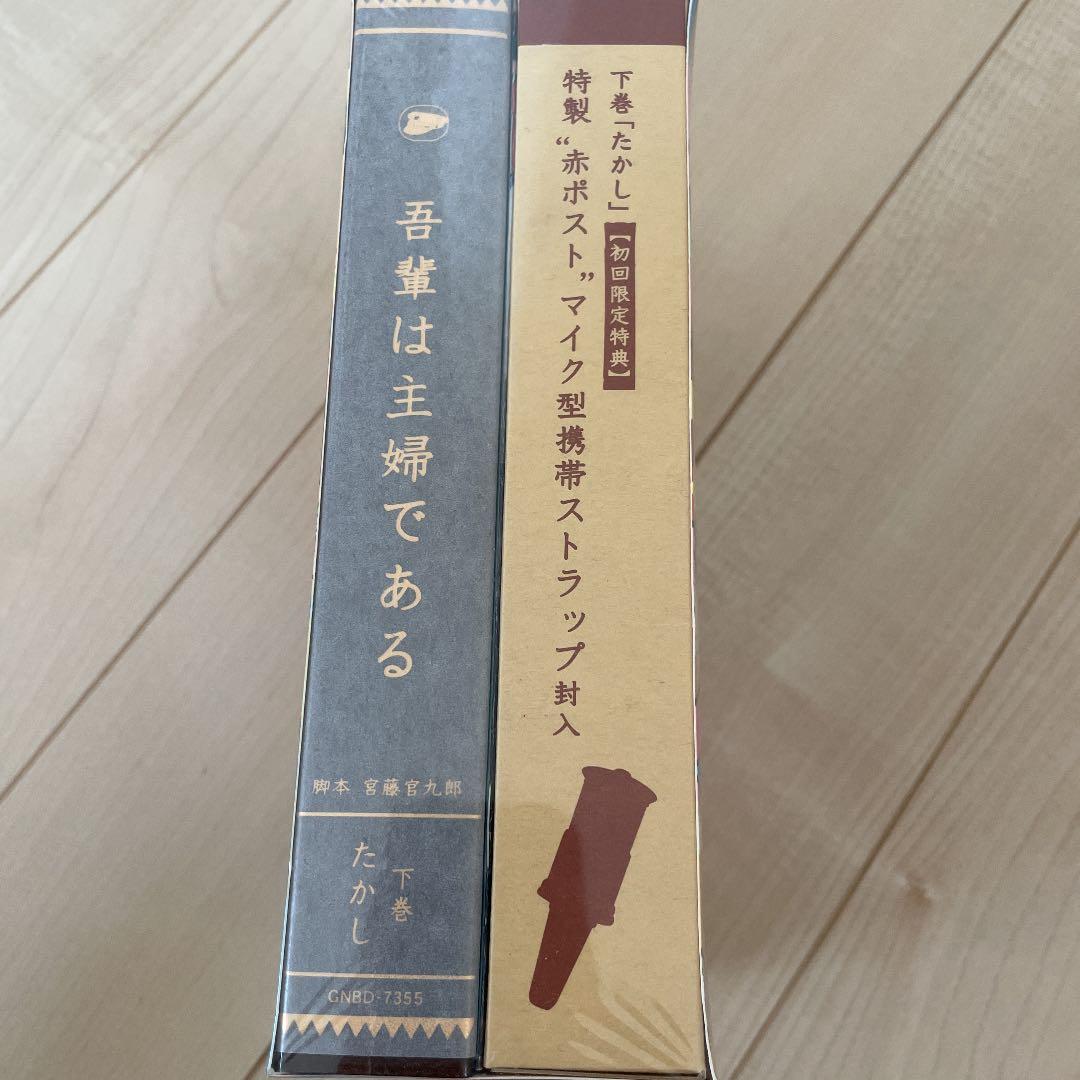 吾輩は主婦である
脚本 宮藤官九郎
下巻
たかし
GNBD-7355
下巻「たかし」【初回限定特典】
特製“赤ポスト”マイク型携帯ストラップ封入